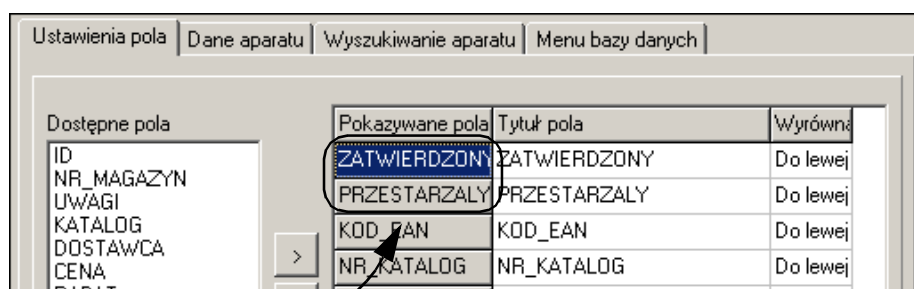 Ustawienia pola Dane aparatu Wyszukiwanie aparatu Menu bazy danych
Dostępne pola
ID
NR_MAGAZYN
UWAGI
KATALOG
DOSTAWCA
CENA
>
Pokazywane pola Tytuł pola Wyrówna
ZATWIERDZONY ZATWIERDZONY Do lewej
PRZESTARZALY PRZESTARZALY Do lewej
KOD_EAN KOD_EAN Do lewej
NR_KATALOG NR_KATALOG Do lewej